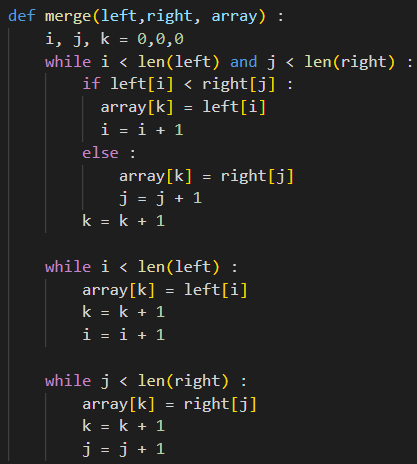 def merge(left,right, array) :
    i, j, k = 0,0,0
    while i < len(left) and j < len(right) :
        if left[i] < right[j] :
          array[k] = left[i]
          i = i + 1
        else :
            array[k] = right[j]
            j = j + 1
        k = k + 1

    while i < len(left) :
        array[k] = left[i]
        k = k + 1
        i = i + 1

    while j < len(right) :
        array[k] = right[j]
        k = k + 1
        j = j + 1